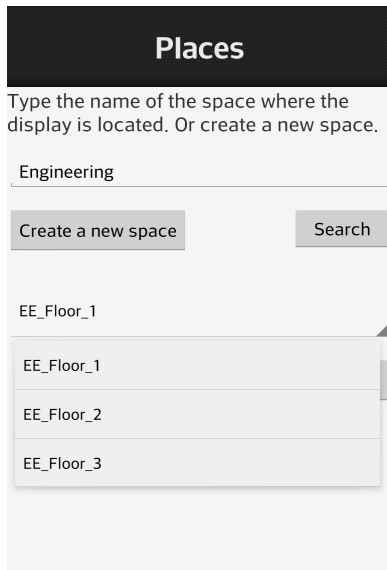 Places
Type the name of the space where the
display is located. Or create a new space.
Engineering
Create a new space
Search
EE_Floor_1
EE_Floor_1
EE_Floor_2
EE_Floor_3